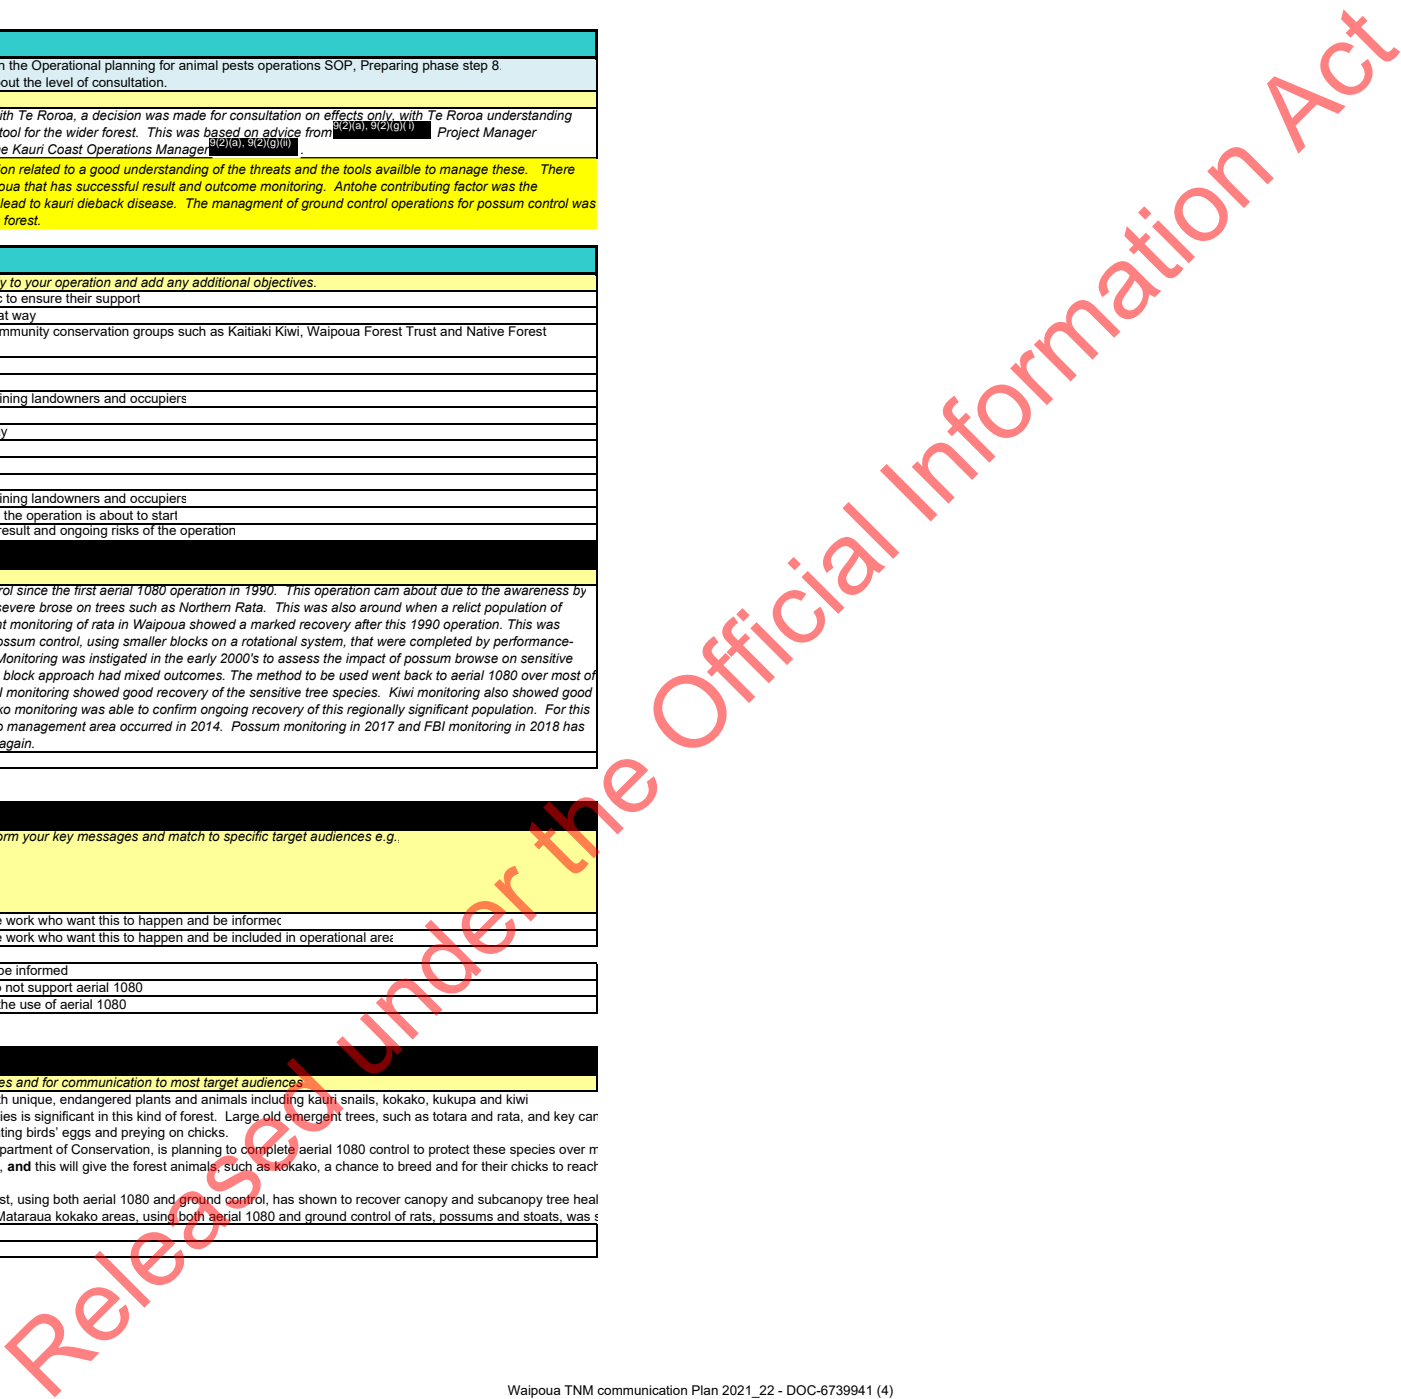 n the Operational planning for animal pests operations SOP, Preparing phase step 8.
out the level of consultation.
ith Te Roroa, a decision was made for consultation on effects only, with Te Roroa understanding
tool for the wider forest. This was based on advice from 9(2)(a), 9(2)(g)( i) Project Manager
e Kauri Coast Operations Manager 9(2)(a), 9(2)(g)(ii) .
ion related to a good understanding of the threats and the tools availble to manage these. There
oua that has successful result and outcome monitoring. Antohe contributing factor was the
lead to kauri dieback disease. The managment of ground control operations for possum control was
forest.
y to your operation and add any additional objectives.
c to ensure their support
at way
mmunity conservation groups such as Kaitiaki Kiwi, Waipoua Forest Trust and Native Forest
ining landowners and occupiers
y
ining landowners and occupiers
the operation is about to start
result and ongoing risks of the operation
rol since the first aerial 1080 operation in 1990. This operation cam about due to the awareness by
severe brose on trees such as Northern Rata. This was also around when a relict population of
nt monitoring of rata in Waipoua showed a marked recovery after this 1990 operation. This was
ossum control, using smaller blocks on a rotational system, that were completed by performance-
Monitoring was instigated in the early 2000's to assess the impact of possum browse on sensitive
block approach had mixed outcomes. The method to be used went back to aerial 1080 over most of
l monitoring showed good recovery of the sensitive tree species. Kiwi monitoring also showed good
ko monitoring was able to confirm ongoing recovery of this regionally significant population. For this
o management area occurred in 2014. Possum monitoring in 2017 and FBI monitoring in 2018 has
again.
orm your key messages and match to specific target audiences e.g.,
e work who want this to happen and be informec
e work who want this to happen and be included in operational area
be informed
o not support aerial 1080
the use of aerial 1080
es and for communication to most target audiences
th unique, endangered plants and animals including kauri snails, kokako, kukupa and kiwi
ies is significant in this kind of forest. Large old emergent trees, such as totara and rata, and key can
ting birds' eggs and preying on chicks.
partment of Conservation, is planning to complete aerial 1080 control to protect these species over m
, and this will give the forest animals, such as kokako, a chance to breed and for their chicks to reach
st, using both aerial 1080 and ground control, has shown to recover canopy and subcanopy tree heal
Mataraua kokako areas, using both aerial 1080 and ground control of rats, possums and stoats, was s
Released under the Official Information Act
Waipoua TNM communication Plan 2021_22 - DOC-6739941 (4)